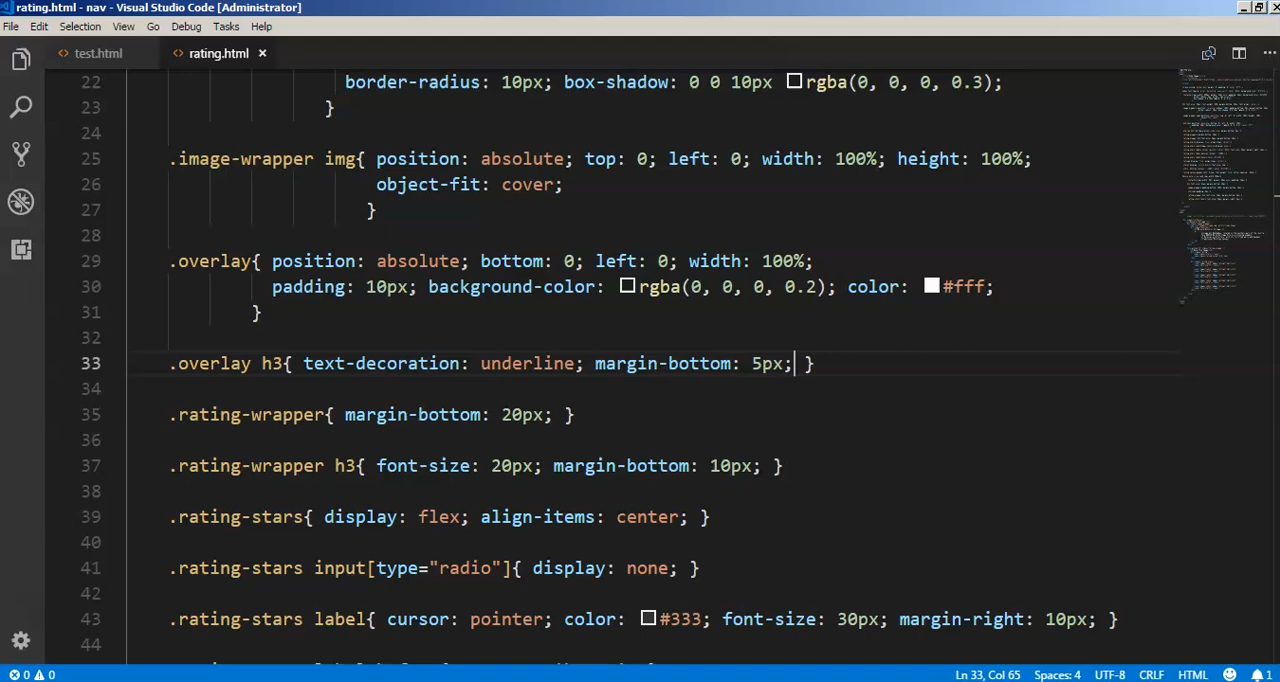 rating.html - nav - Visual Studio Code [Administrator]
File Edit Selection View Go Debug Tasks Help
<> test.html <> rating.html ×
22 border-radius: 10px; box-shadow: 0 0 10px rgba(0, 0, 0, 0.3);
23 }
24
25 .image-wrapper img{ position: absolute; top: 0; left: 0; width: 100%; height: 100%;
26 object-fit: cover;
27 }
28
29 .overlay{ position: absolute; bottom: 0; left: 0; width: 100%;
30 padding: 10px; background-color: rgba(0, 0, 0, 0.2); color: #fff;
31 }
32
33 .overlay h3{ text-decoration: underline; margin-bottom: 5px; }
34
35 .rating-wrapper{ margin-bottom: 20px; }
36
37 .rating-wrapper h3{ font-size: 20px; margin-bottom: 10px; }
38
39 .rating-stars{ display: flex; align-items: center; }
40
41 .rating-stars input[type="radio"]{ display: none; }
42
43 .rating-stars label{ cursor: pointer; color: #333; font-size: 30px; margin-right: 10px; }
44
0 0 Ln 33, Col 65 Spaces: 4 UTF-8 CRLF HTML 1